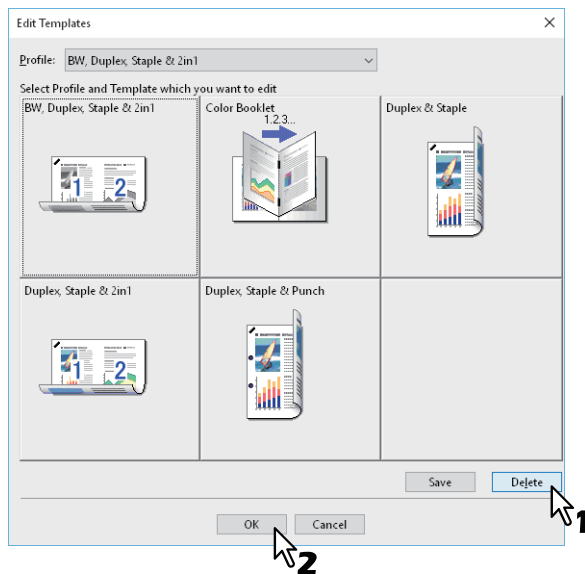 Edit Templates
Profile: BW, Duplex, Staple & 2in1
Select Profile and Template which you want to edit
BW, Duplex, Staple & 2in1
1 2
Color Booklet
1.2.3...
Duplex & Staple
Duplex, Staple & 2in1
1 2
Duplex, Staple & Punch
Save Delete
1
OK Cancel
2